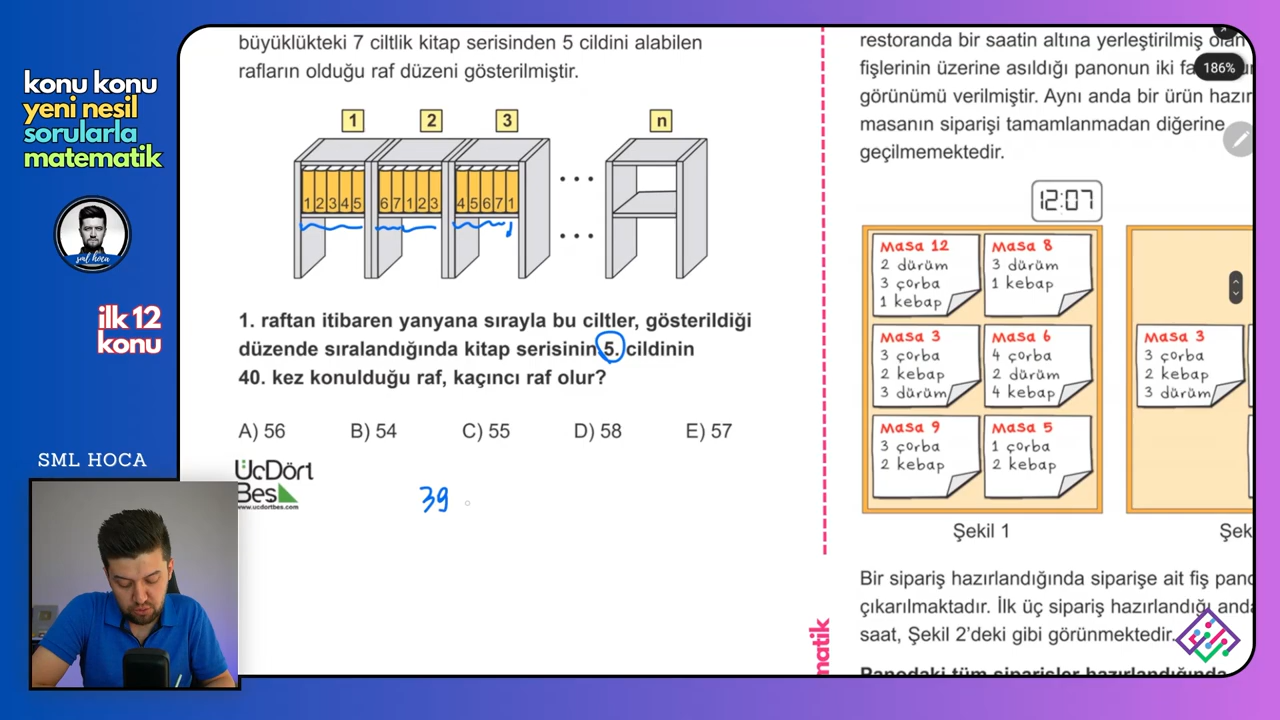 konu konu
yeni nesil
sorularla
matematik
sml hoca
ilk 12
konu
SML HOCA
büyüklükteki 7 ciltlik kitap serisinden 5 cildini alabilen
rafların olduğu raf düzeni gösterilmiştir.
1 2 3 n
1 2 3 4 5 6 7 1 2 3 4 5 6 7 1
1. raftan itibaren yanyana sırayla bu ciltler, gösterildiği
düzende sıralandığında kitap serisinin 5. cildinin
40. kez konulduğu raf, kaçıncı raf olur?
A) 56 B) 54 C) 55 D) 58 E) 57
ÜçDört
Beş
www.ucdortbes.com
39
restoranda bir saatin altına yerleştirilmiş olan
fişlerinin üzerine asıldığı panonun iki
görünümü verilmiştir. Aynı anda bir ürün
masanın siparişi tamamlanmadan diğerine
geçilmemektedir.
186%
12:07
Masa 12
2 dürüm
3 çorba
1 kebap
Masa 8
3 dürüm
1 kebap
Masa 3
3 çorba
2 kebap
3 dürüm
Masa 6
4 çorba
2 dürüm
4 kebap
Masa 9
3 çorba
2 kebap
Masa 5
1 çorba
2 kebap
Şekil 1
Masa 3
3 çorba
2 kebap
3 dürüm
Şek
Bir sipariş hazırlandığında siparişe ait fiş
çıkarılmaktadır. İlk üç sipariş hazırlandığı
saat, Şekil 2'deki gibi görünmektedir.
Panodaki tüm siparişler hazırlandığında
matik